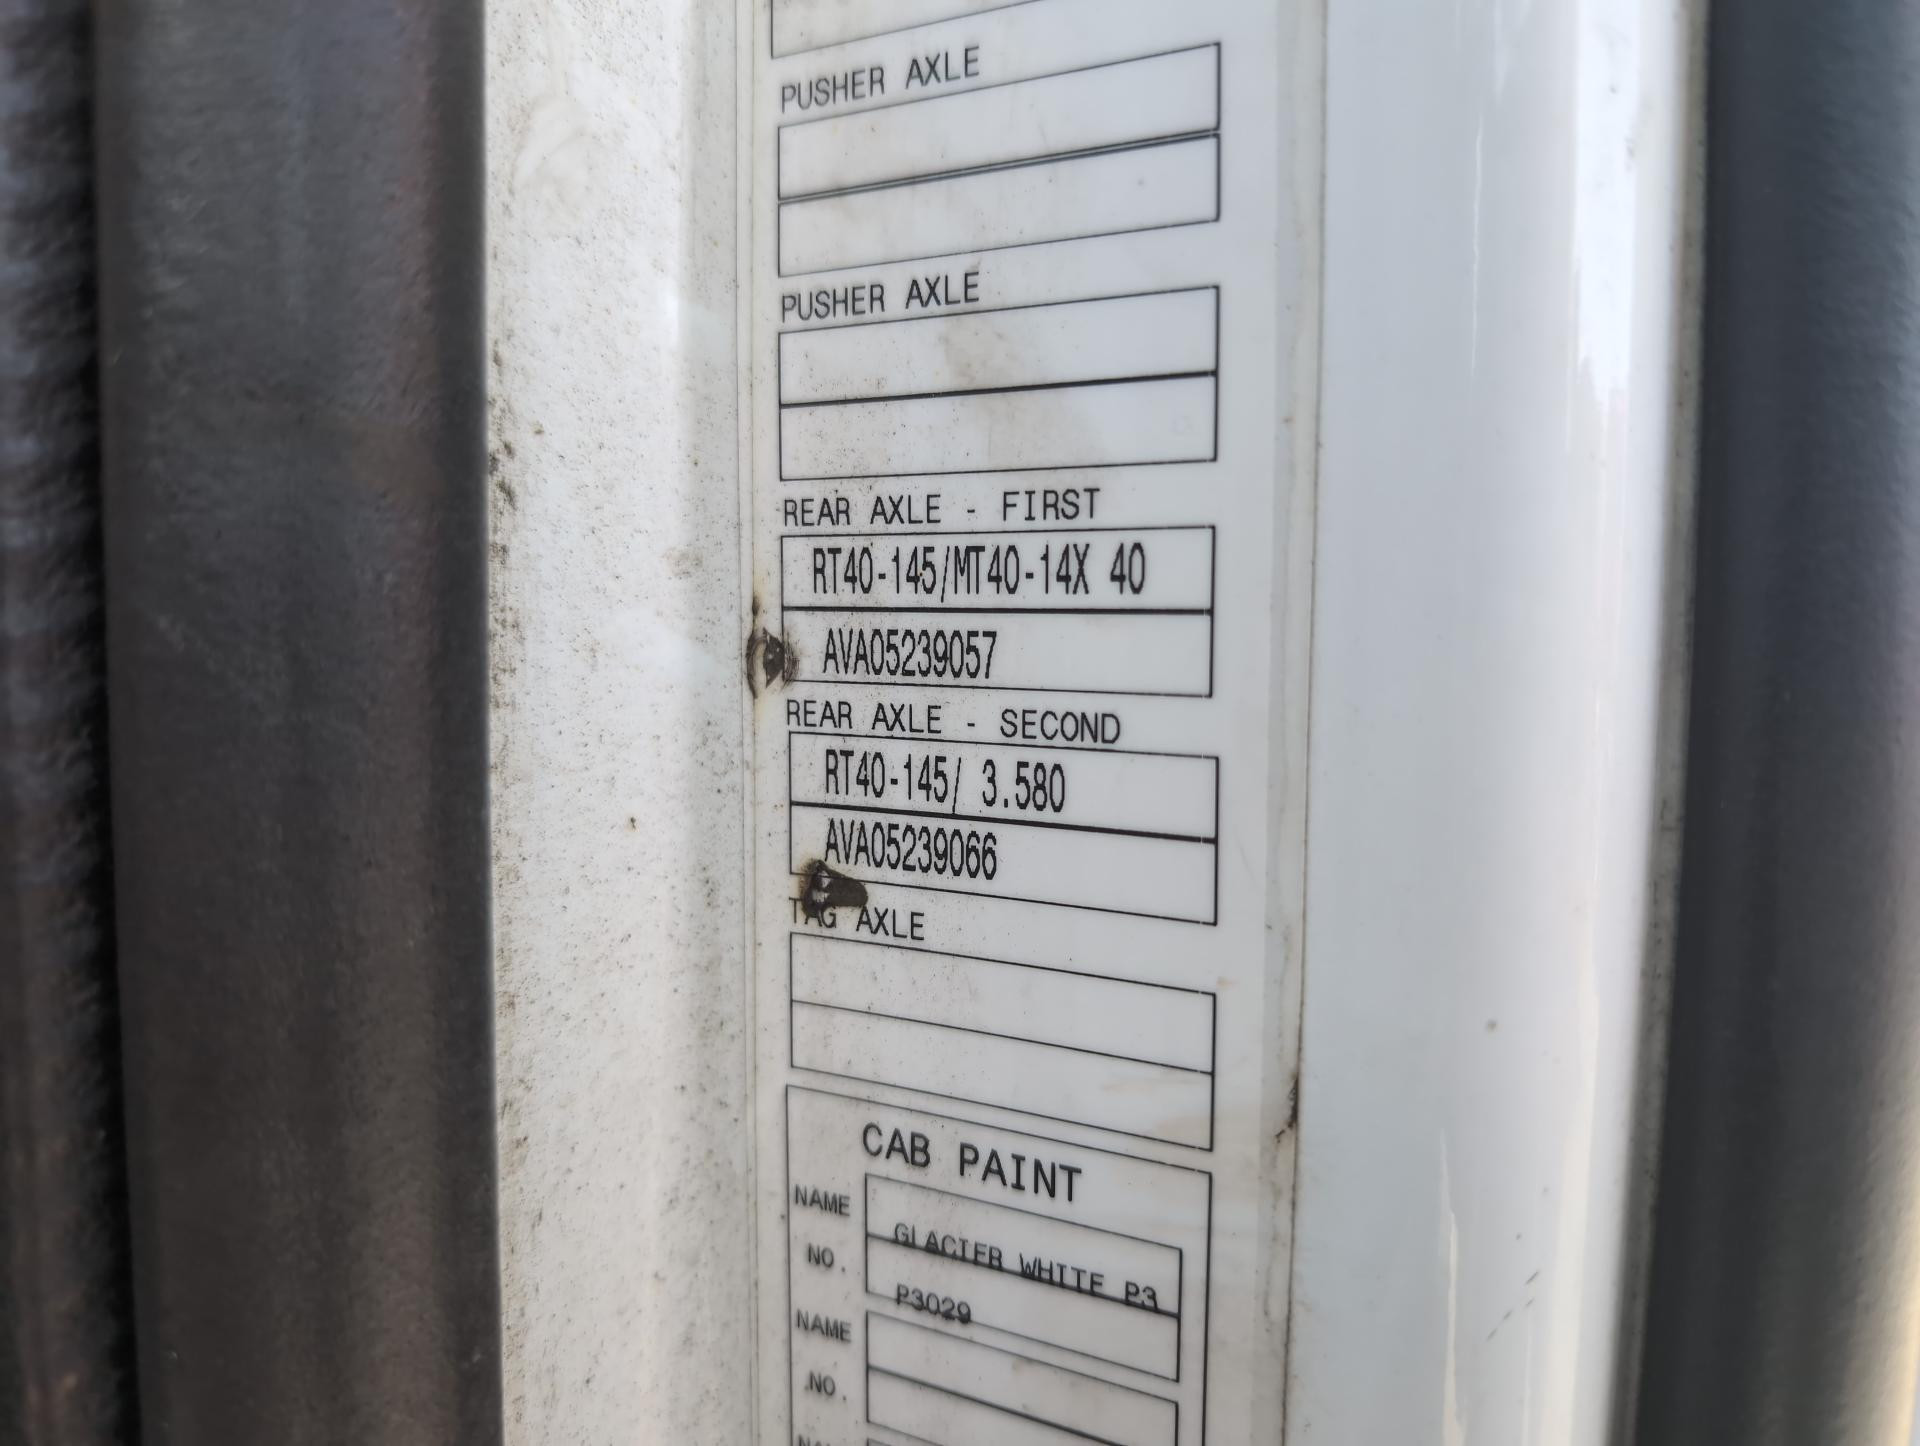 PUSHER AXLE
PUSHER AXLE
REAR AXLE - FIRST
RT40-145/MT40-14X 40
AVA05239057
REAR AXLE - SECOND
RT40-145/ 3.580
AVA05239066
TAG AXLE
CAB PAINT
NAME GLACIER WHITE P3
NO. P3029
NAME
NO.